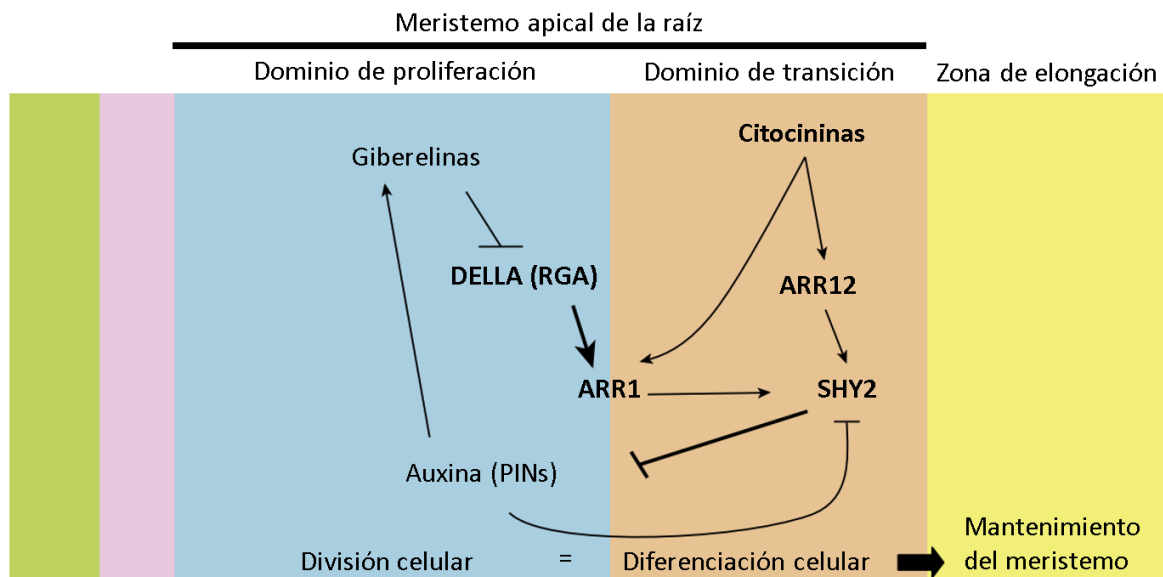 Meristemo apical de la raíz
Dominio de proliferación
Dominio de transición
Zona de elongación
Citocininas
Giberelinas
DELLA (RGA)
ARR12
ARR1
SHY2
Auxina (PINs)
División celular
=
Diferenciación celular
Mantenimiento
del meristemo